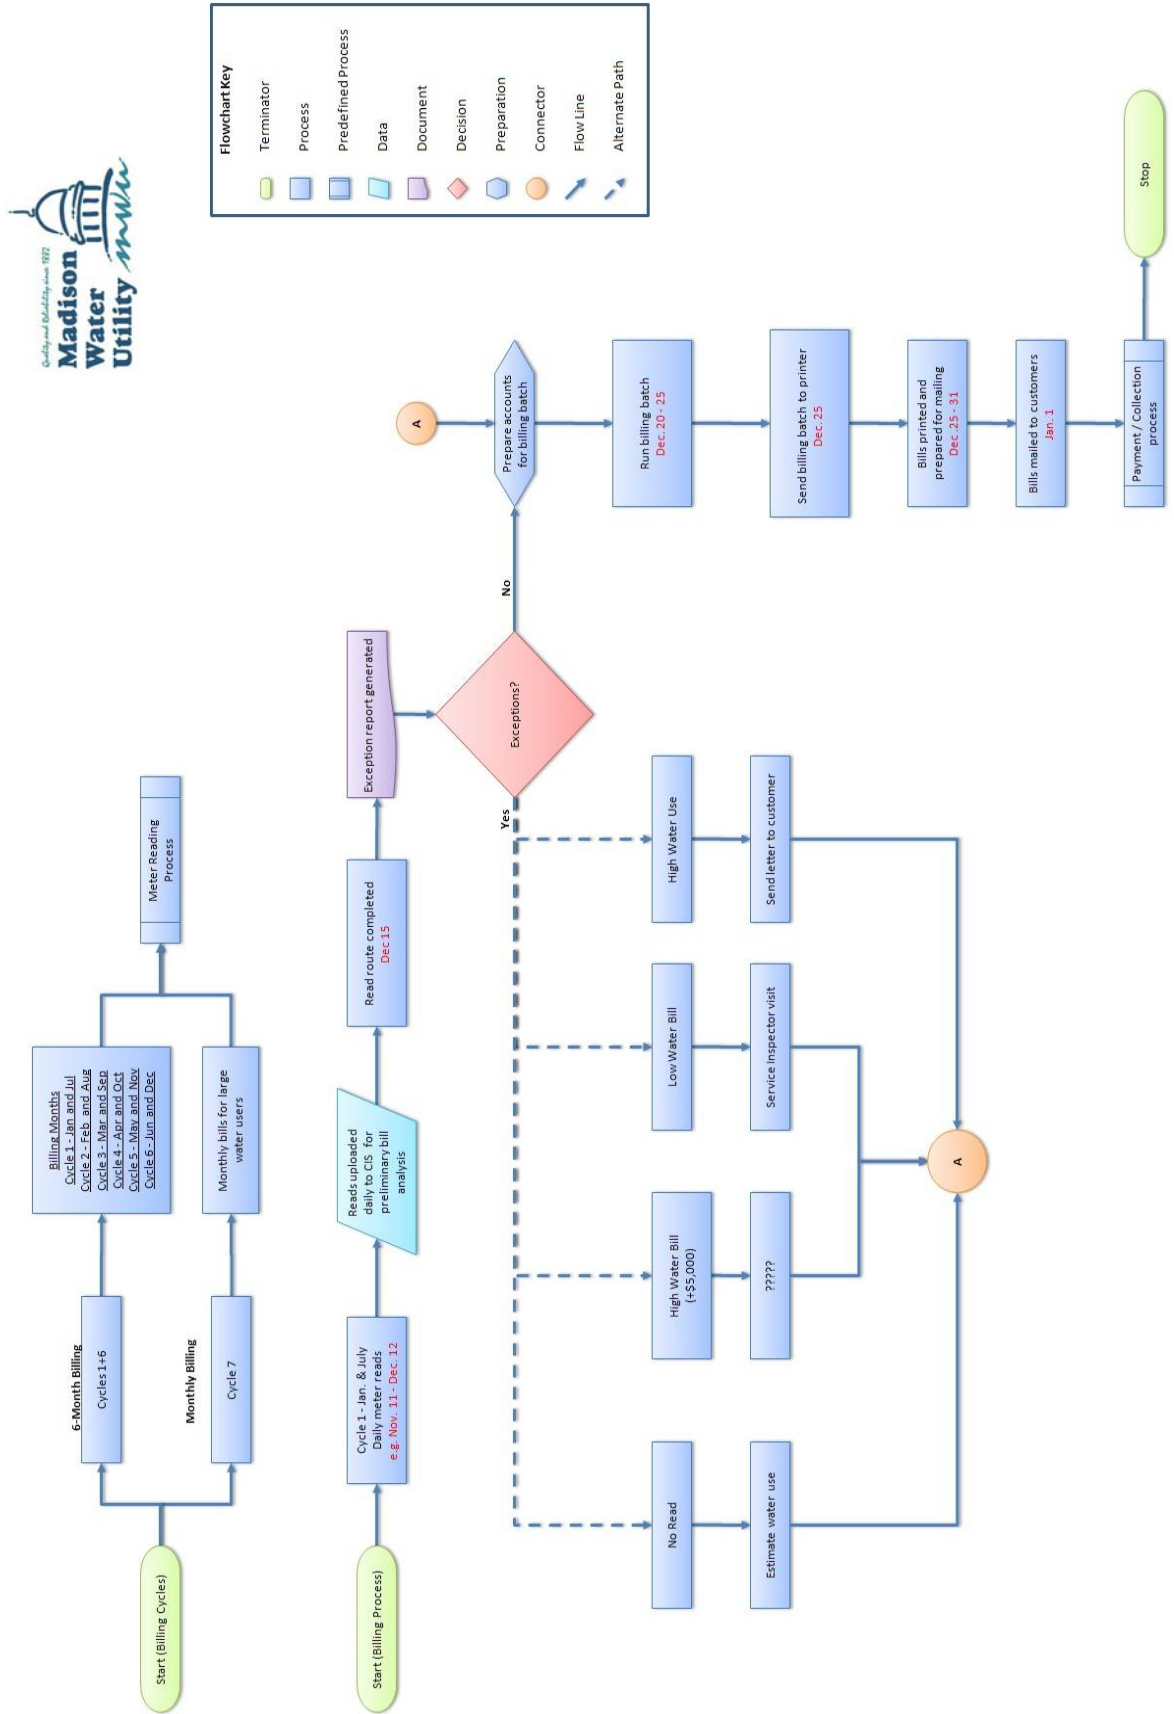 Quality and Reliability since 1882
Madison
Water
Utility mwu
Flowchart Key
Terminator
Process
Predefined Process
Data
Document
Decision
Preparation
Connector
Flow Line
Alternate Path
Start (Billing Cycles)
6-Month Billing
Cycles 1+6
Billing Months
Cycle 1 - Jan and Jul
Cycle 2 - Feb and Aug
Cycle 3 - Mar and Sep
Cycle 4 - Apr and Oct
Cycle 5 - May and Nov
Cycle 6 - Jun and Dec
Monthly Billing
Cycle 7
Monthly bills for large
water users
Meter Reading
Process
Start (Billing Process)
Cycle 1 - Jan. & July
Daily meter reads
e.g. Nov. 11 - Dec. 12
Reads uploaded
daily to CIS for
preliminary bill
analysis
Read route completed
Dec 15
Exception report generated
Exceptions?
Yes
No
No Read
Estimate water use
High Water Bill
(+$5,000)
?????
Low Water Bill
Service Inspector visit
High Water Use
Send letter to customer
A
A
Prepare accounts
for billing batch
Run billing batch
Dec. 20 - 25
Send billing batch to printer
Dec. 25
Bills printed and
prepared for mailing
Dec .25 - 31
Bills mailed to customers
Jan. 1
Payment / Collection
process
Stop